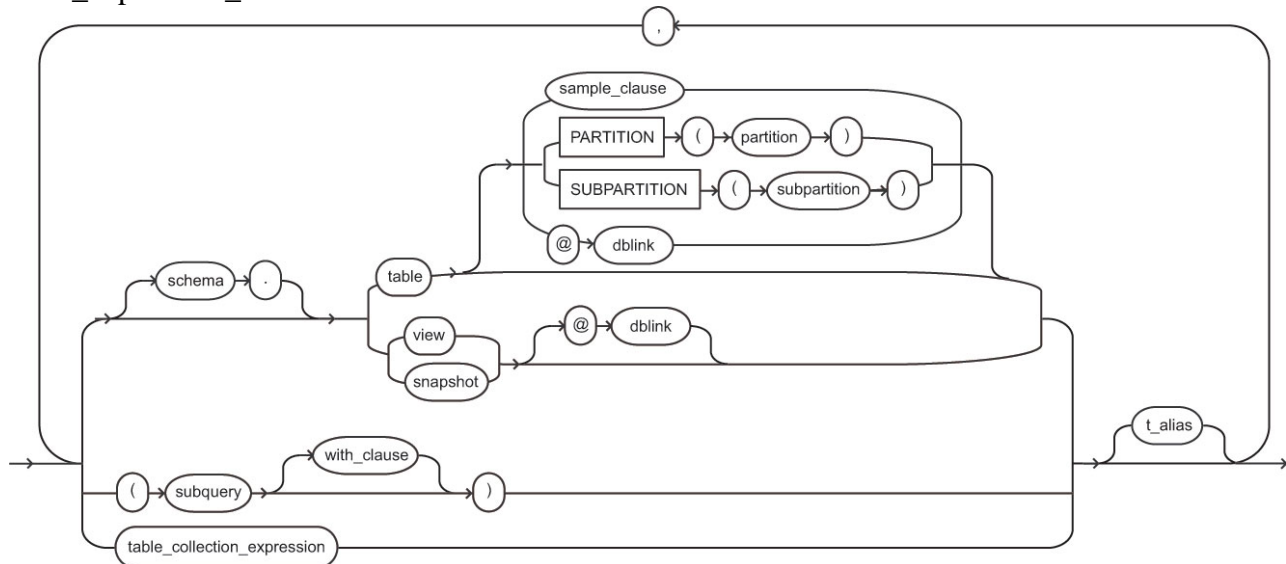 ,
sample_clause
PARTITION ( partition )
SUBPARTITION ( subpartition )
@ dblink
schema .
table
view
@ dblink
snapshot
t_alias
with_clause
( subquery )
table_collection_expression